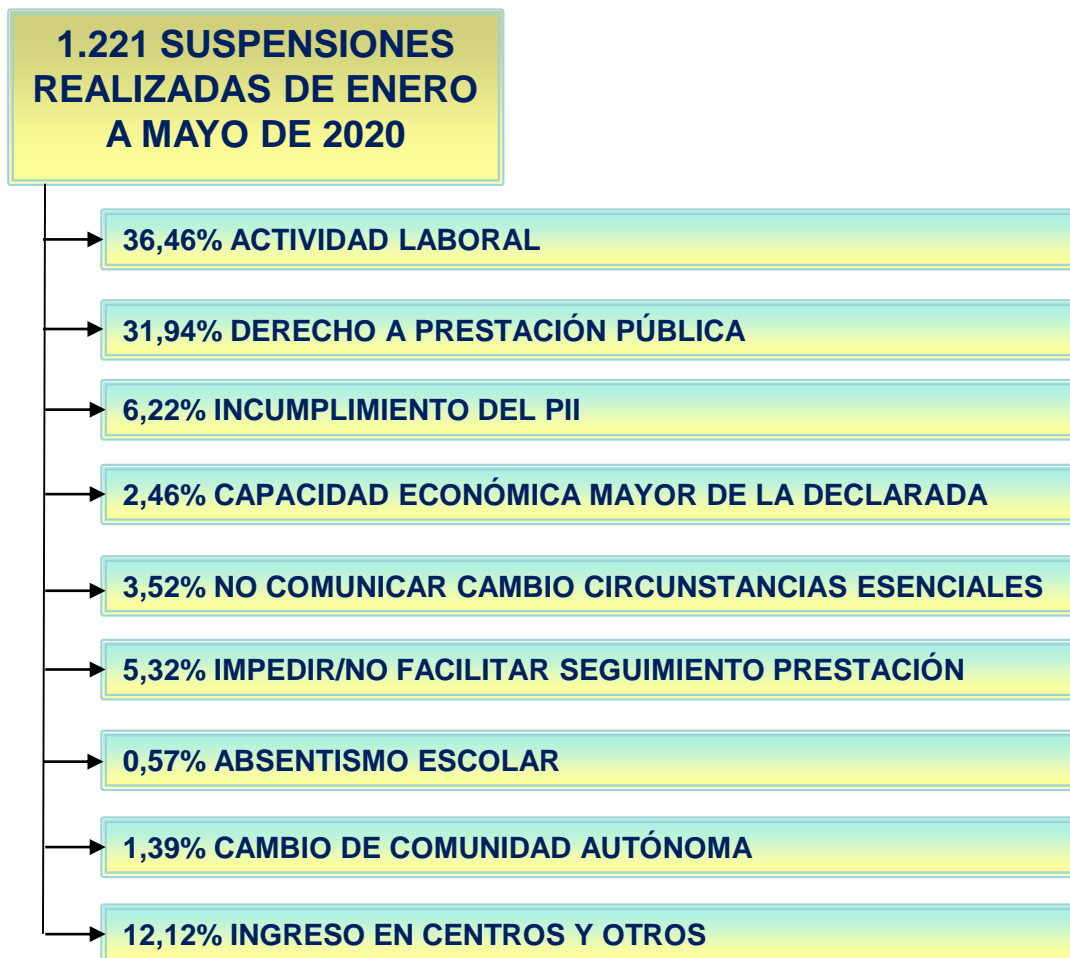 1.221 SUSPENSIONES
REALIZADAS DE ENERO
A MAYO DE 2020
36,46% ACTIVIDAD LABORAL
31,94% DERECHO A PRESTACIÓN PÚBLICA
6,22% INCUMPLIMIENTO DEL PII
2,46% CAPACIDAD ECONÓMICA MAYOR DE LA DECLARADA
3,52% NO COMUNICAR CAMBIO CIRCUNSTANCIAS ESENCIALES
5,32% IMPEDIR/NO FACILITAR SEGUIMIENTO PRESTACIÓN
0,57% ABSENTISMO ESCOLAR
1,39% CAMBIO DE COMUNIDAD AUTÓNOMA
12,12% INGRESO EN CENTROS Y OTROS